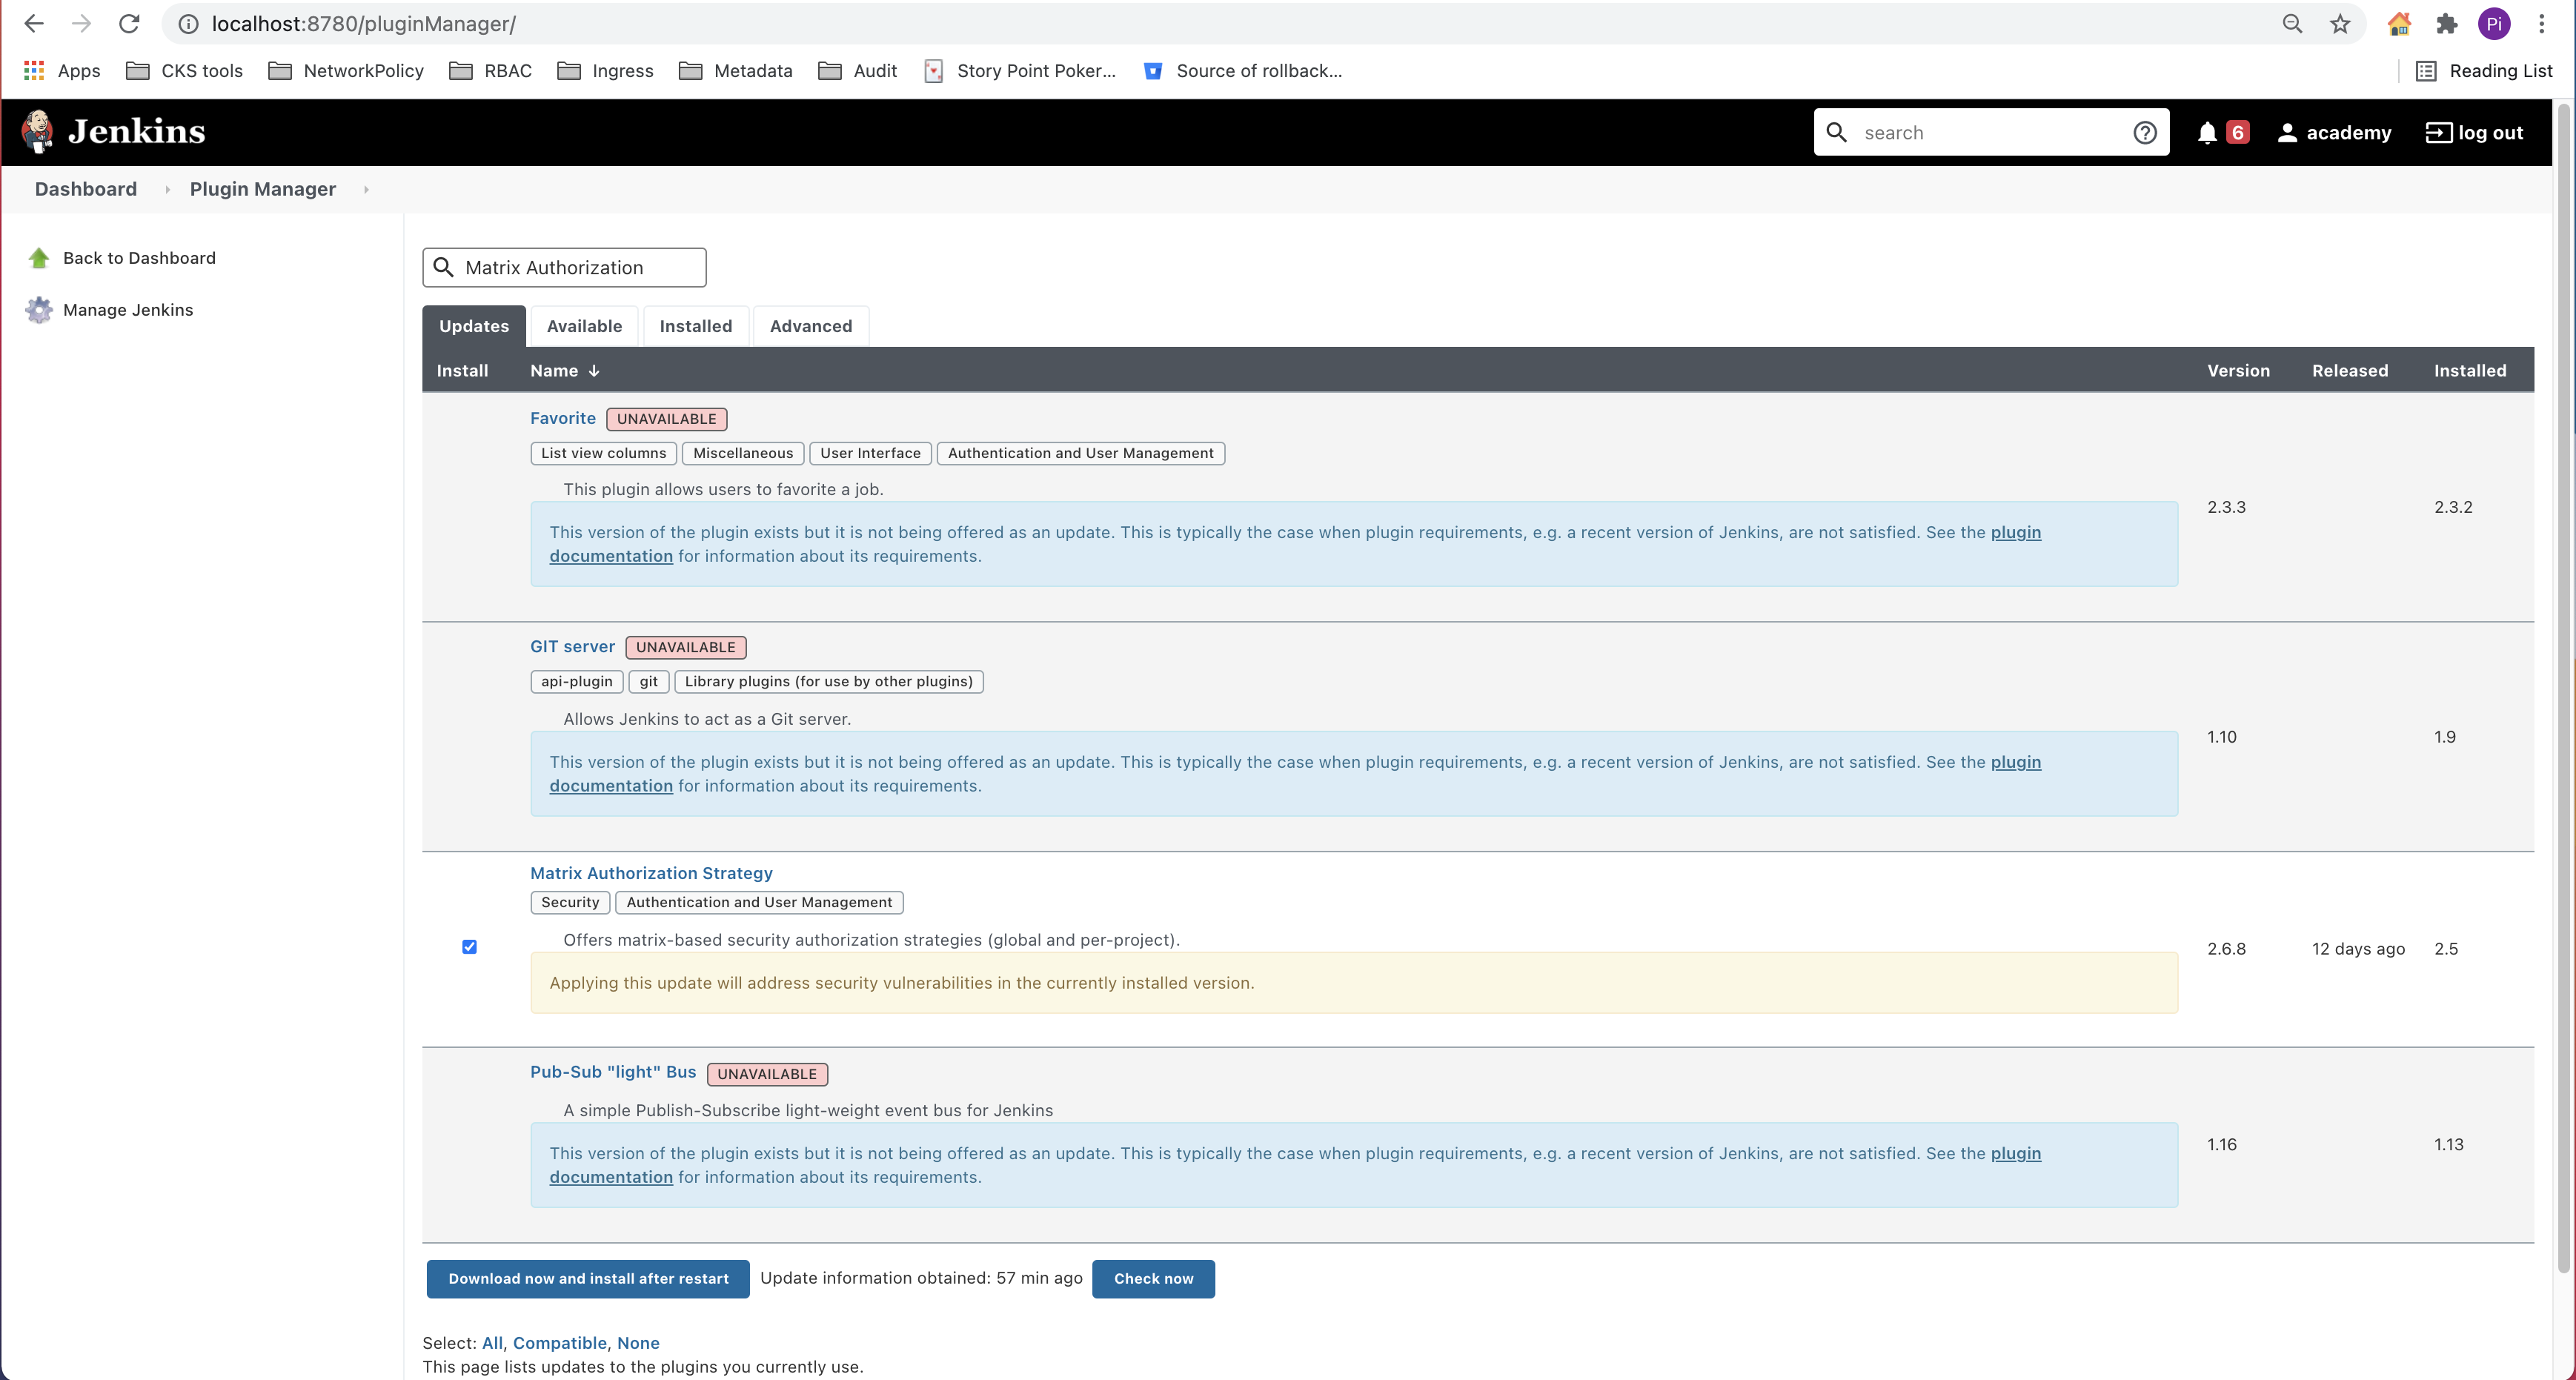 localhost:8780/pluginManager/
Pi
Apps CKS tools NetworkPolicy RBAC Ingress Metadata Audit Story Point Poker... Source of rollback... Reading List
Jenkins search 6 academy log out
Dashboard Plugin Manager
Back to Dashboard
Manage Jenkins
Matrix Authorization
Updates Available Installed Advanced
Install Name ↓ Version Released Installed
Favorite UNAVAILABLE
List view columns Miscellaneous User Interface Authentication and User Management
This plugin allows users to favorite a job.
This version of the plugin exists but it is not being offered as an update. This is typically the case when plugin requirements, e.g. a recent version of Jenkins, are not satisfied. See the plugin
documentation for information about its requirements.
2.3.3 2.3.2
GIT server UNAVAILABLE
api-plugin git Library plugins (for use by other plugins)
Allows Jenkins to act as a Git server.
This version of the plugin exists but it is not being offered as an update. This is typically the case when plugin requirements, e.g. a recent version of Jenkins, are not satisfied. See the plugin
documentation for information about its requirements.
1.10 1.9
Matrix Authorization Strategy
Security Authentication and User Management
Offers matrix-based security authorization strategies (global and per-project).
Applying this update will address security vulnerabilities in the currently installed version.
2.6.8 12 days ago 2.5
Pub-Sub "light" Bus UNAVAILABLE
A simple Publish-Subscribe light-weight event bus for Jenkins
This version of the plugin exists but it is not being offered as an update. This is typically the case when plugin requirements, e.g. a recent version of Jenkins, are not satisfied. See the plugin
documentation for information about its requirements.
1.16 1.13
Download now and install after restart Update information obtained: 57 min ago Check now
Select: All, Compatible, None
This page lists updates to the plugins you currently use.